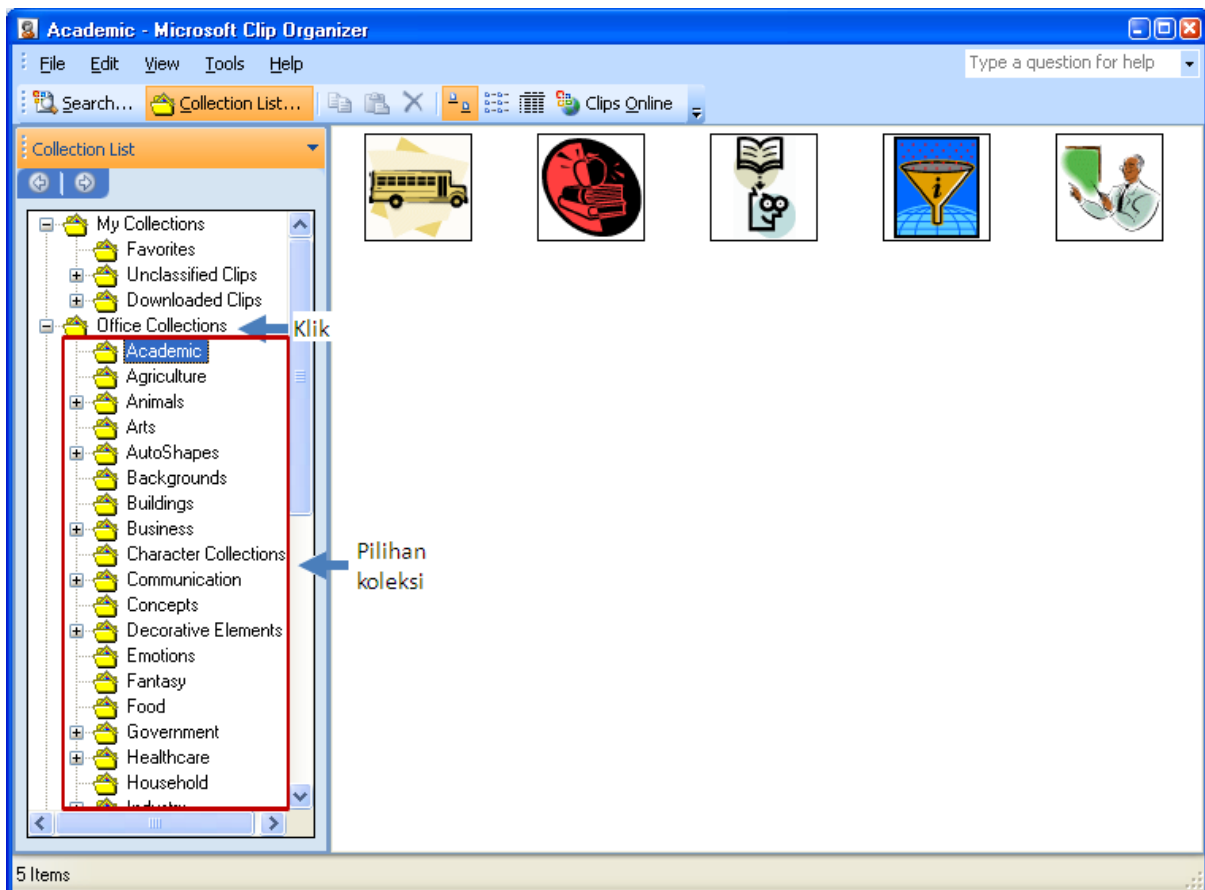 Academic - Microsoft Clip Organizer
File Edit View Tools Help
Type a question for help
Search... Collection List... Clips Online
Collection List
My Collections
Favorites
Unclassified Clips
Downloaded Clips
Office Collections
Klik
Academic
Agriculture
Animals
Arts
AutoShapes
Backgrounds
Buildings
Business
Character Collections
Pilihan
koleksi
Communication
Concepts
Decorative Elements
Emotions
Fantasy
Food
Government
Healthcare
Household
Industry
i
5 Items